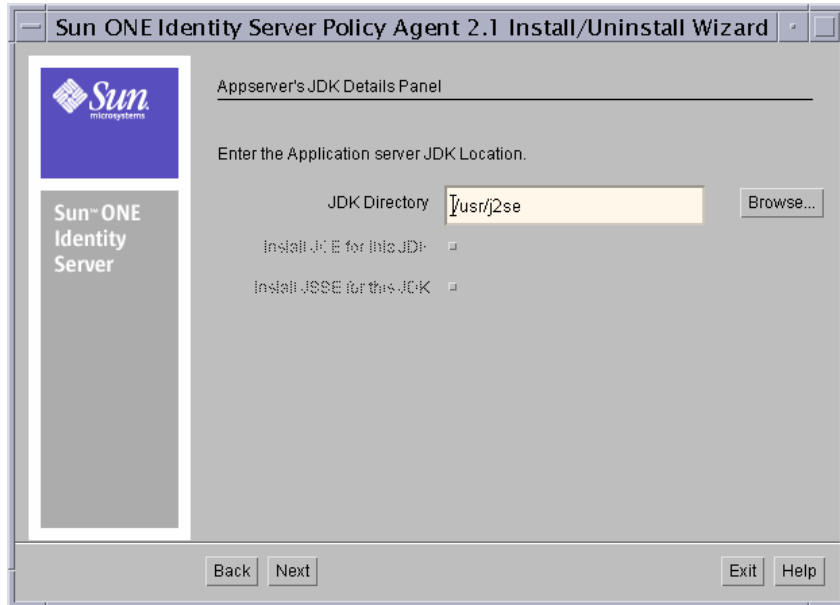 Sun ONE Identity Server Policy Agent 2.1 Install/Uninstall Wizard
Sun
microsystems
Sun™ ONE
Identity
Server
Appserver's JDK Details Panel
Enter the Application server JDK Location.
JDK Directory
/usr/j2se
Browse...
Install JCE for this JDK
Install JSSE for this JDK
Back
Next
Exit
Help